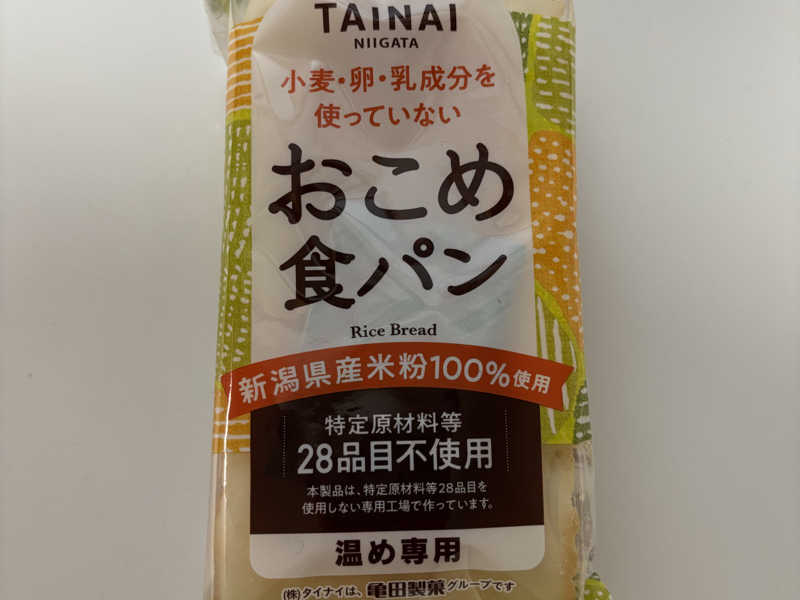 TAINAI
NIIGATA
小麦・卵・乳成分を
使っていない
おこめ
食パン
Rice Bread
新潟県産米粉100%使用
特定原材料等
28品目不使用
本製品は、特定原材料等28品目を
使用しない専用工場で作っています。
温め専用
(株)タイナイは、亀田製菓グループです